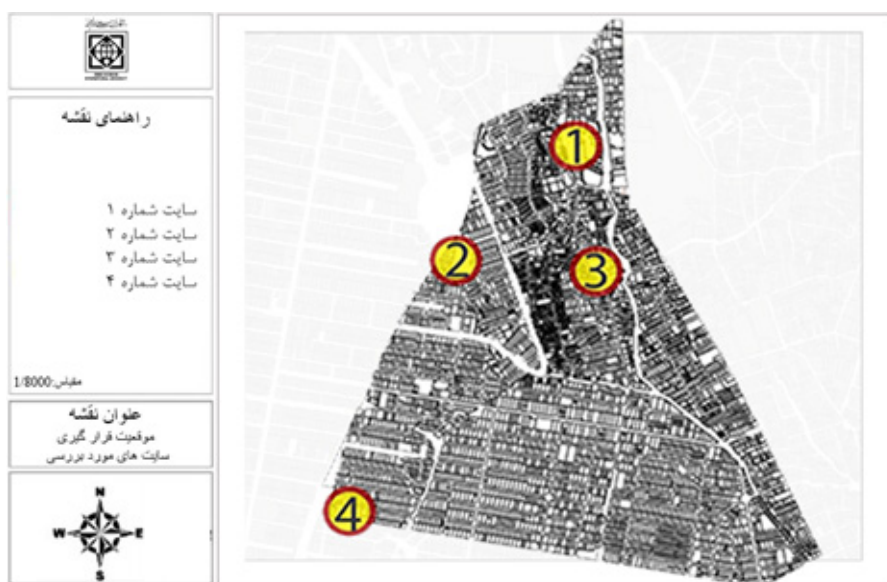 راهنمای نقشه
سایت شماره ۱
سایت شماره ۲
سایت شماره ۳
سایت شماره ۴
مقیاس:1/8000
عنوان نقشه
موقعیت قرار گیری
سایت های مورد بررسی
N
W E
S
1
2
3
4